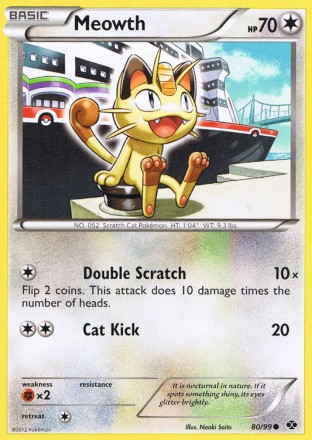 BASIC
Meowth HP 70
NO. 052 Scratch Cat Pokémon HT: 1'04" WT: 9.3 lbs.
Double Scratch 10×
Flip 2 coins. This attack does 10 damage times the
number of heads.
Cat Kick 20
weakness resistance
×2
retreat
It is nocturnal in nature. If it
spots something shiny, its eyes
glitter brightly.
©2012 Pokémon Illus. Naoki Saito 80/99